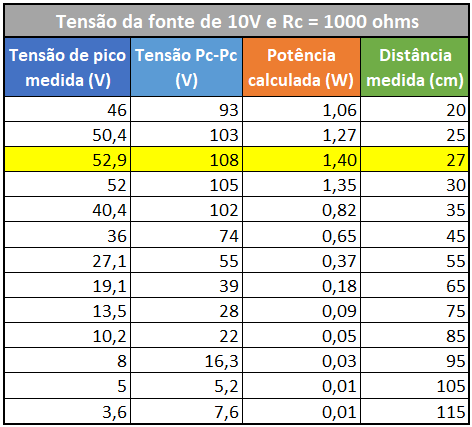 Tensão da fonte de 10V e Rc = 1000 ohms
Tensão de pico medida (V) Tensão Pc-Pc (V) Potência calculada (W) Distância medida (cm)
46 93 1,06 20
50,4 103 1,27 25
52,9 108 1,40 27
52 105 1,35 30
40,4 102 0,82 35
36 74 0,65 45
27,1 55 0,37 55
19,1 39 0,18 65
13,5 28 0,09 75
10,2 22 0,05 85
8 16,3 0,03 95
5 5,2 0,01 105
3,6 7,6 0,01 115